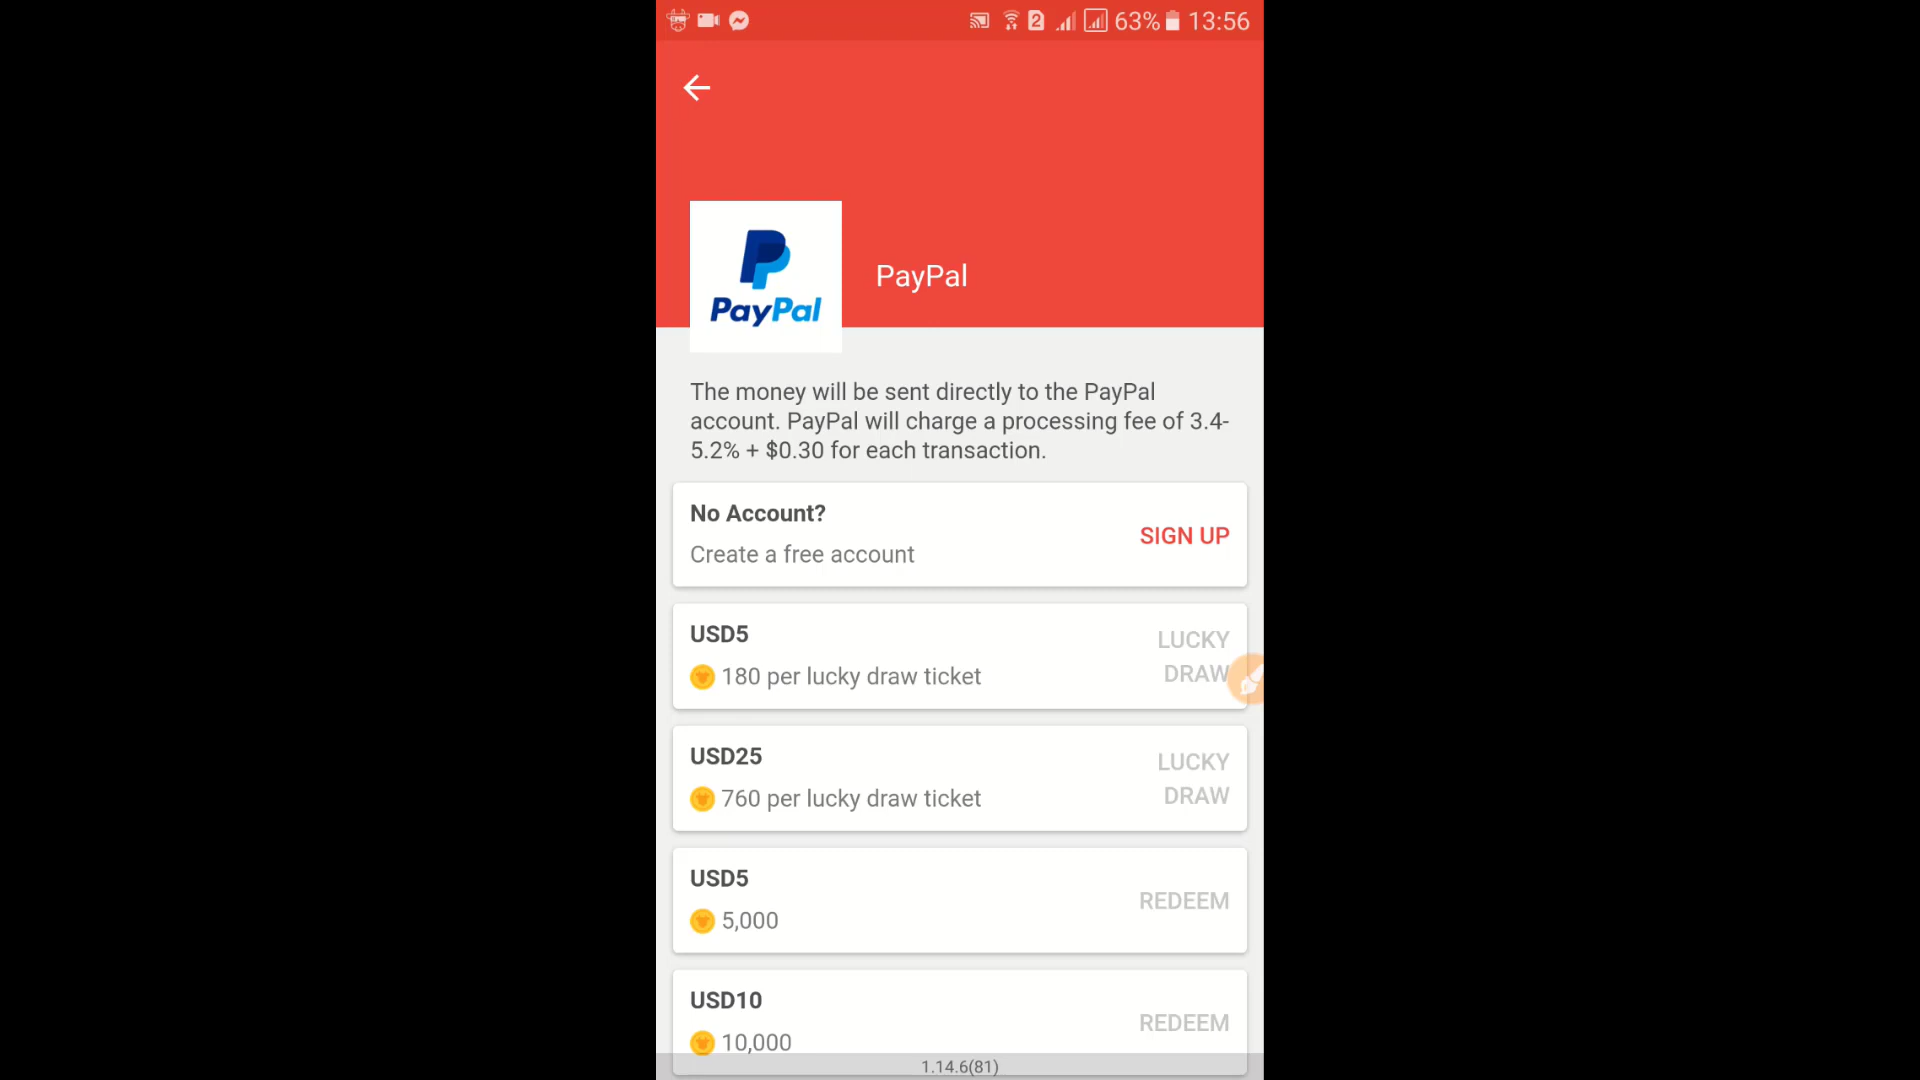 2 63% 13:56
PayPal
PayPal
The money will be sent directly to the PayPal
account. PayPal will charge a processing fee of 3.4-
5.2% + $0.30 for each transaction.
No Account?
SIGN UP
Create a free account
USD5
LUCKY
DRAW
180 per lucky draw ticket
USD25
LUCKY
DRAW
760 per lucky draw ticket
USD5
REDEEM
5,000
USD10
REDEEM
10,000
1.14.6(81)